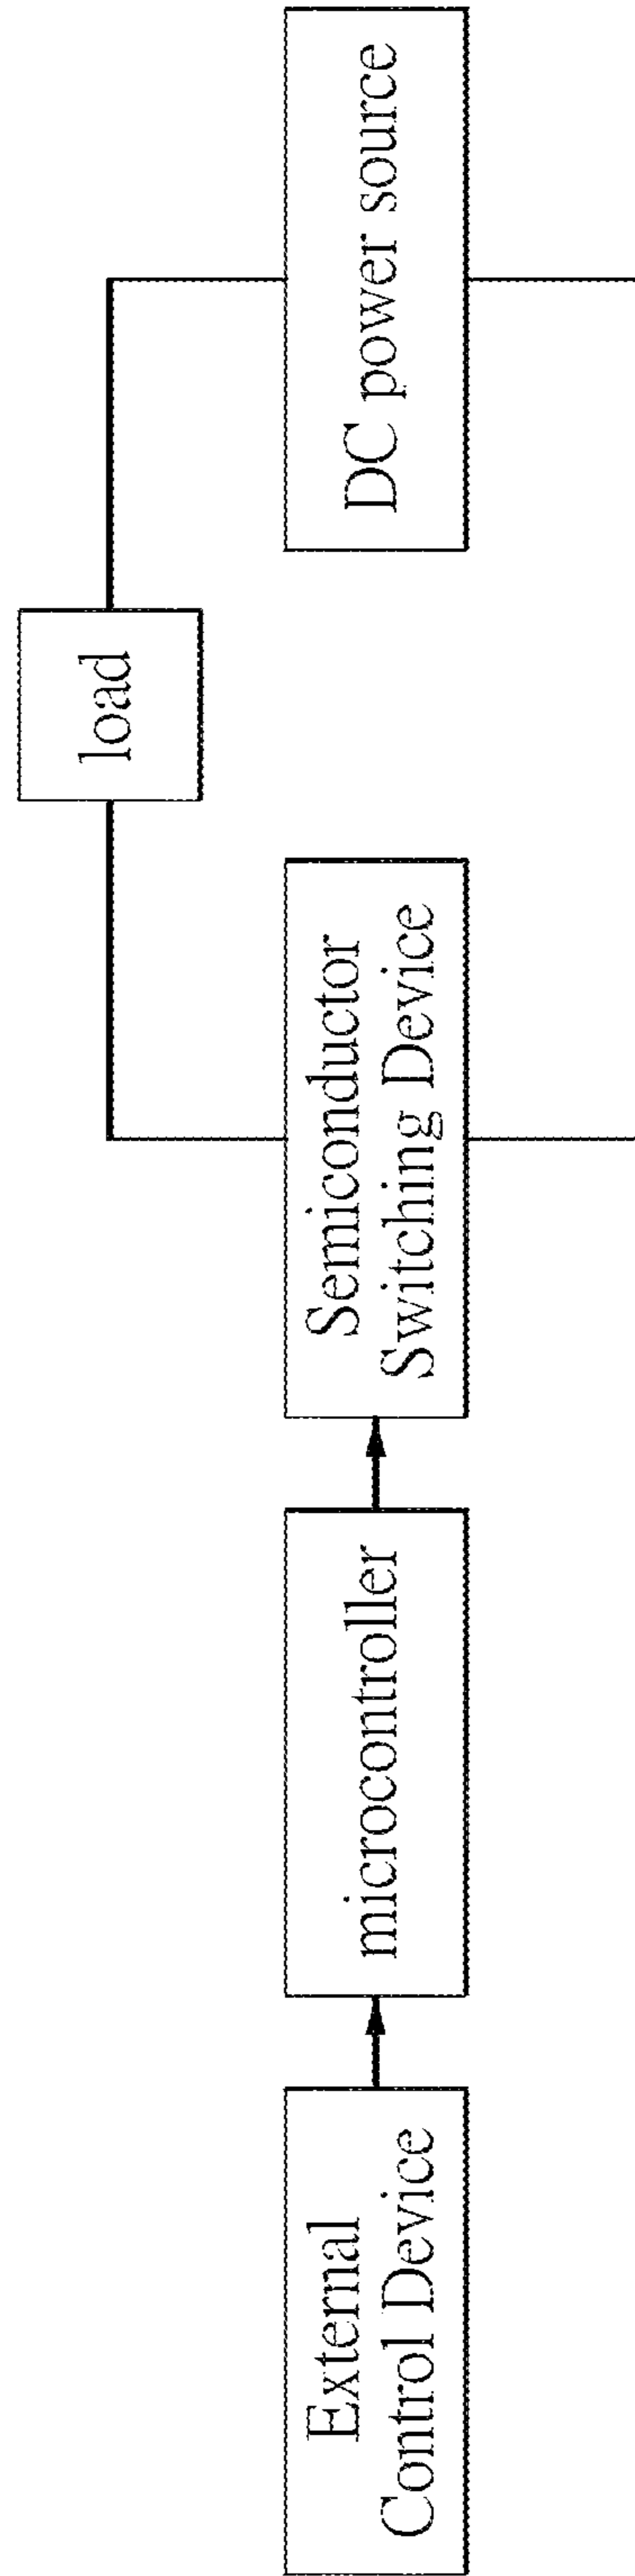 load
External
Control Device
microcontroller
Semiconductor
Switching Device
DC power source